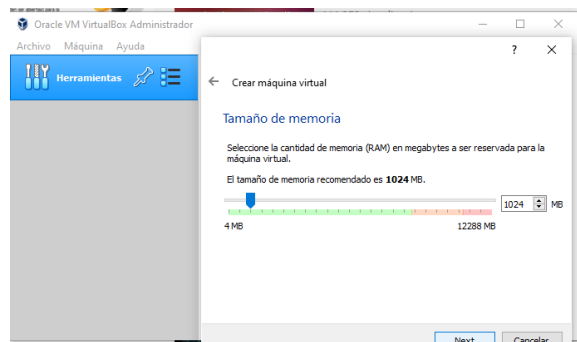 Oracle VM VirtualBox Administrador
Archivo Máquina Ayuda
? 
Herramientas
Crear máquina virtual
Tamaño de memoria
Seleccione la cantidad de memoria (RAM) en megabytes a ser reservada para la
máquina virtual.
El tamaño de memoria recomendado es 1024 MB.
1024 MB
4 MB 12288 MB
Next Cancelar